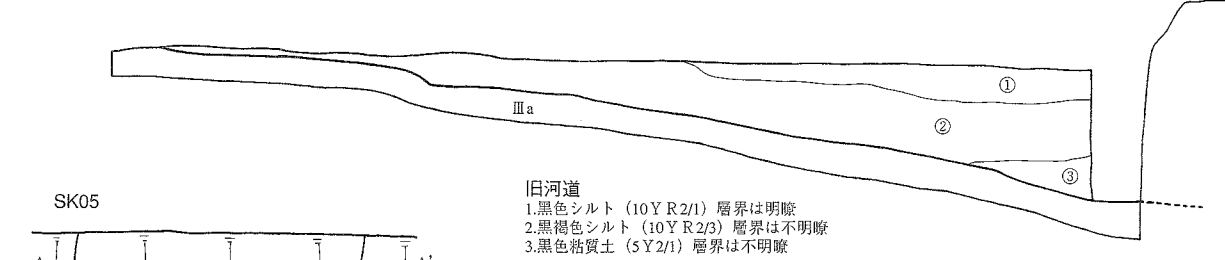 ①
Ⅲa
②
③
旧河道
1.黒色シルト（10ＹＲ2/1）層界は明瞭
2.黒褐色シルト（10ＹＲ2/3）層界は不明瞭
3.黒色粘質土（5Ｙ2/1）層界は不明瞭
SK05